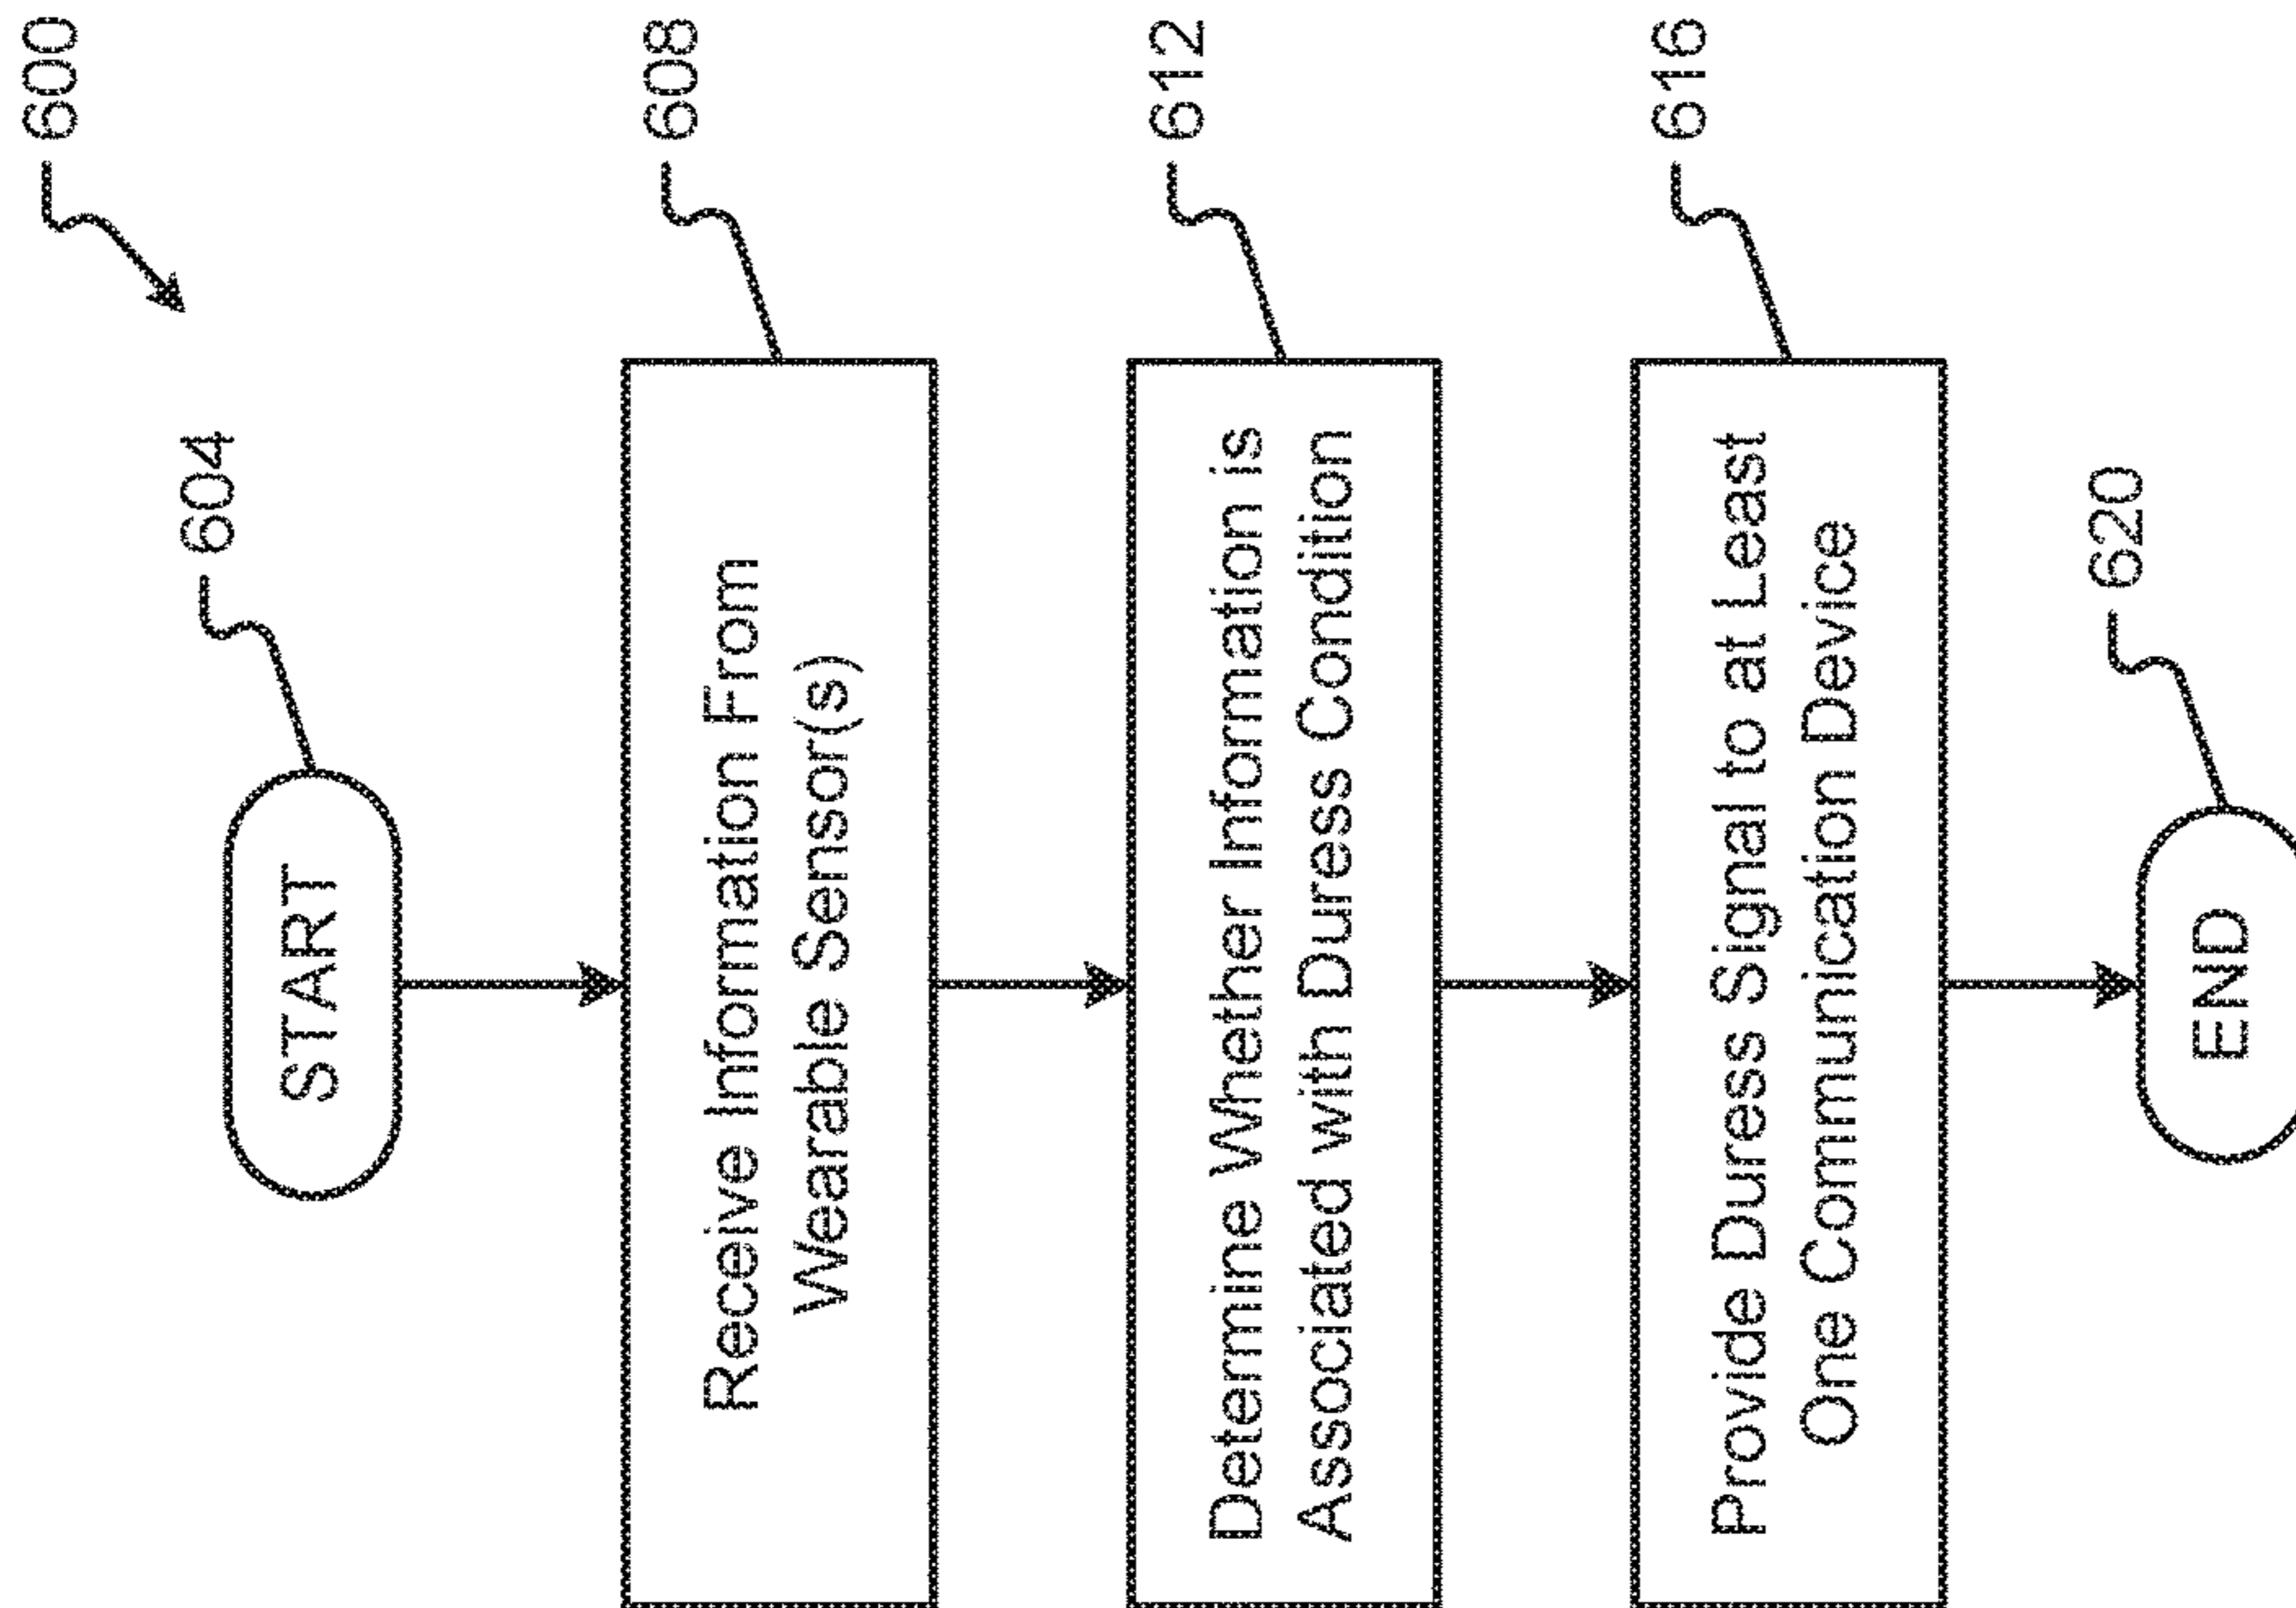 600
604
START
608
Receive Information From
Wearable Sensor(s)
612
Determine Whether Information is
Associated with Duress Condition
616
Provide Duress Signal to at Least
One Communication Device
620
END